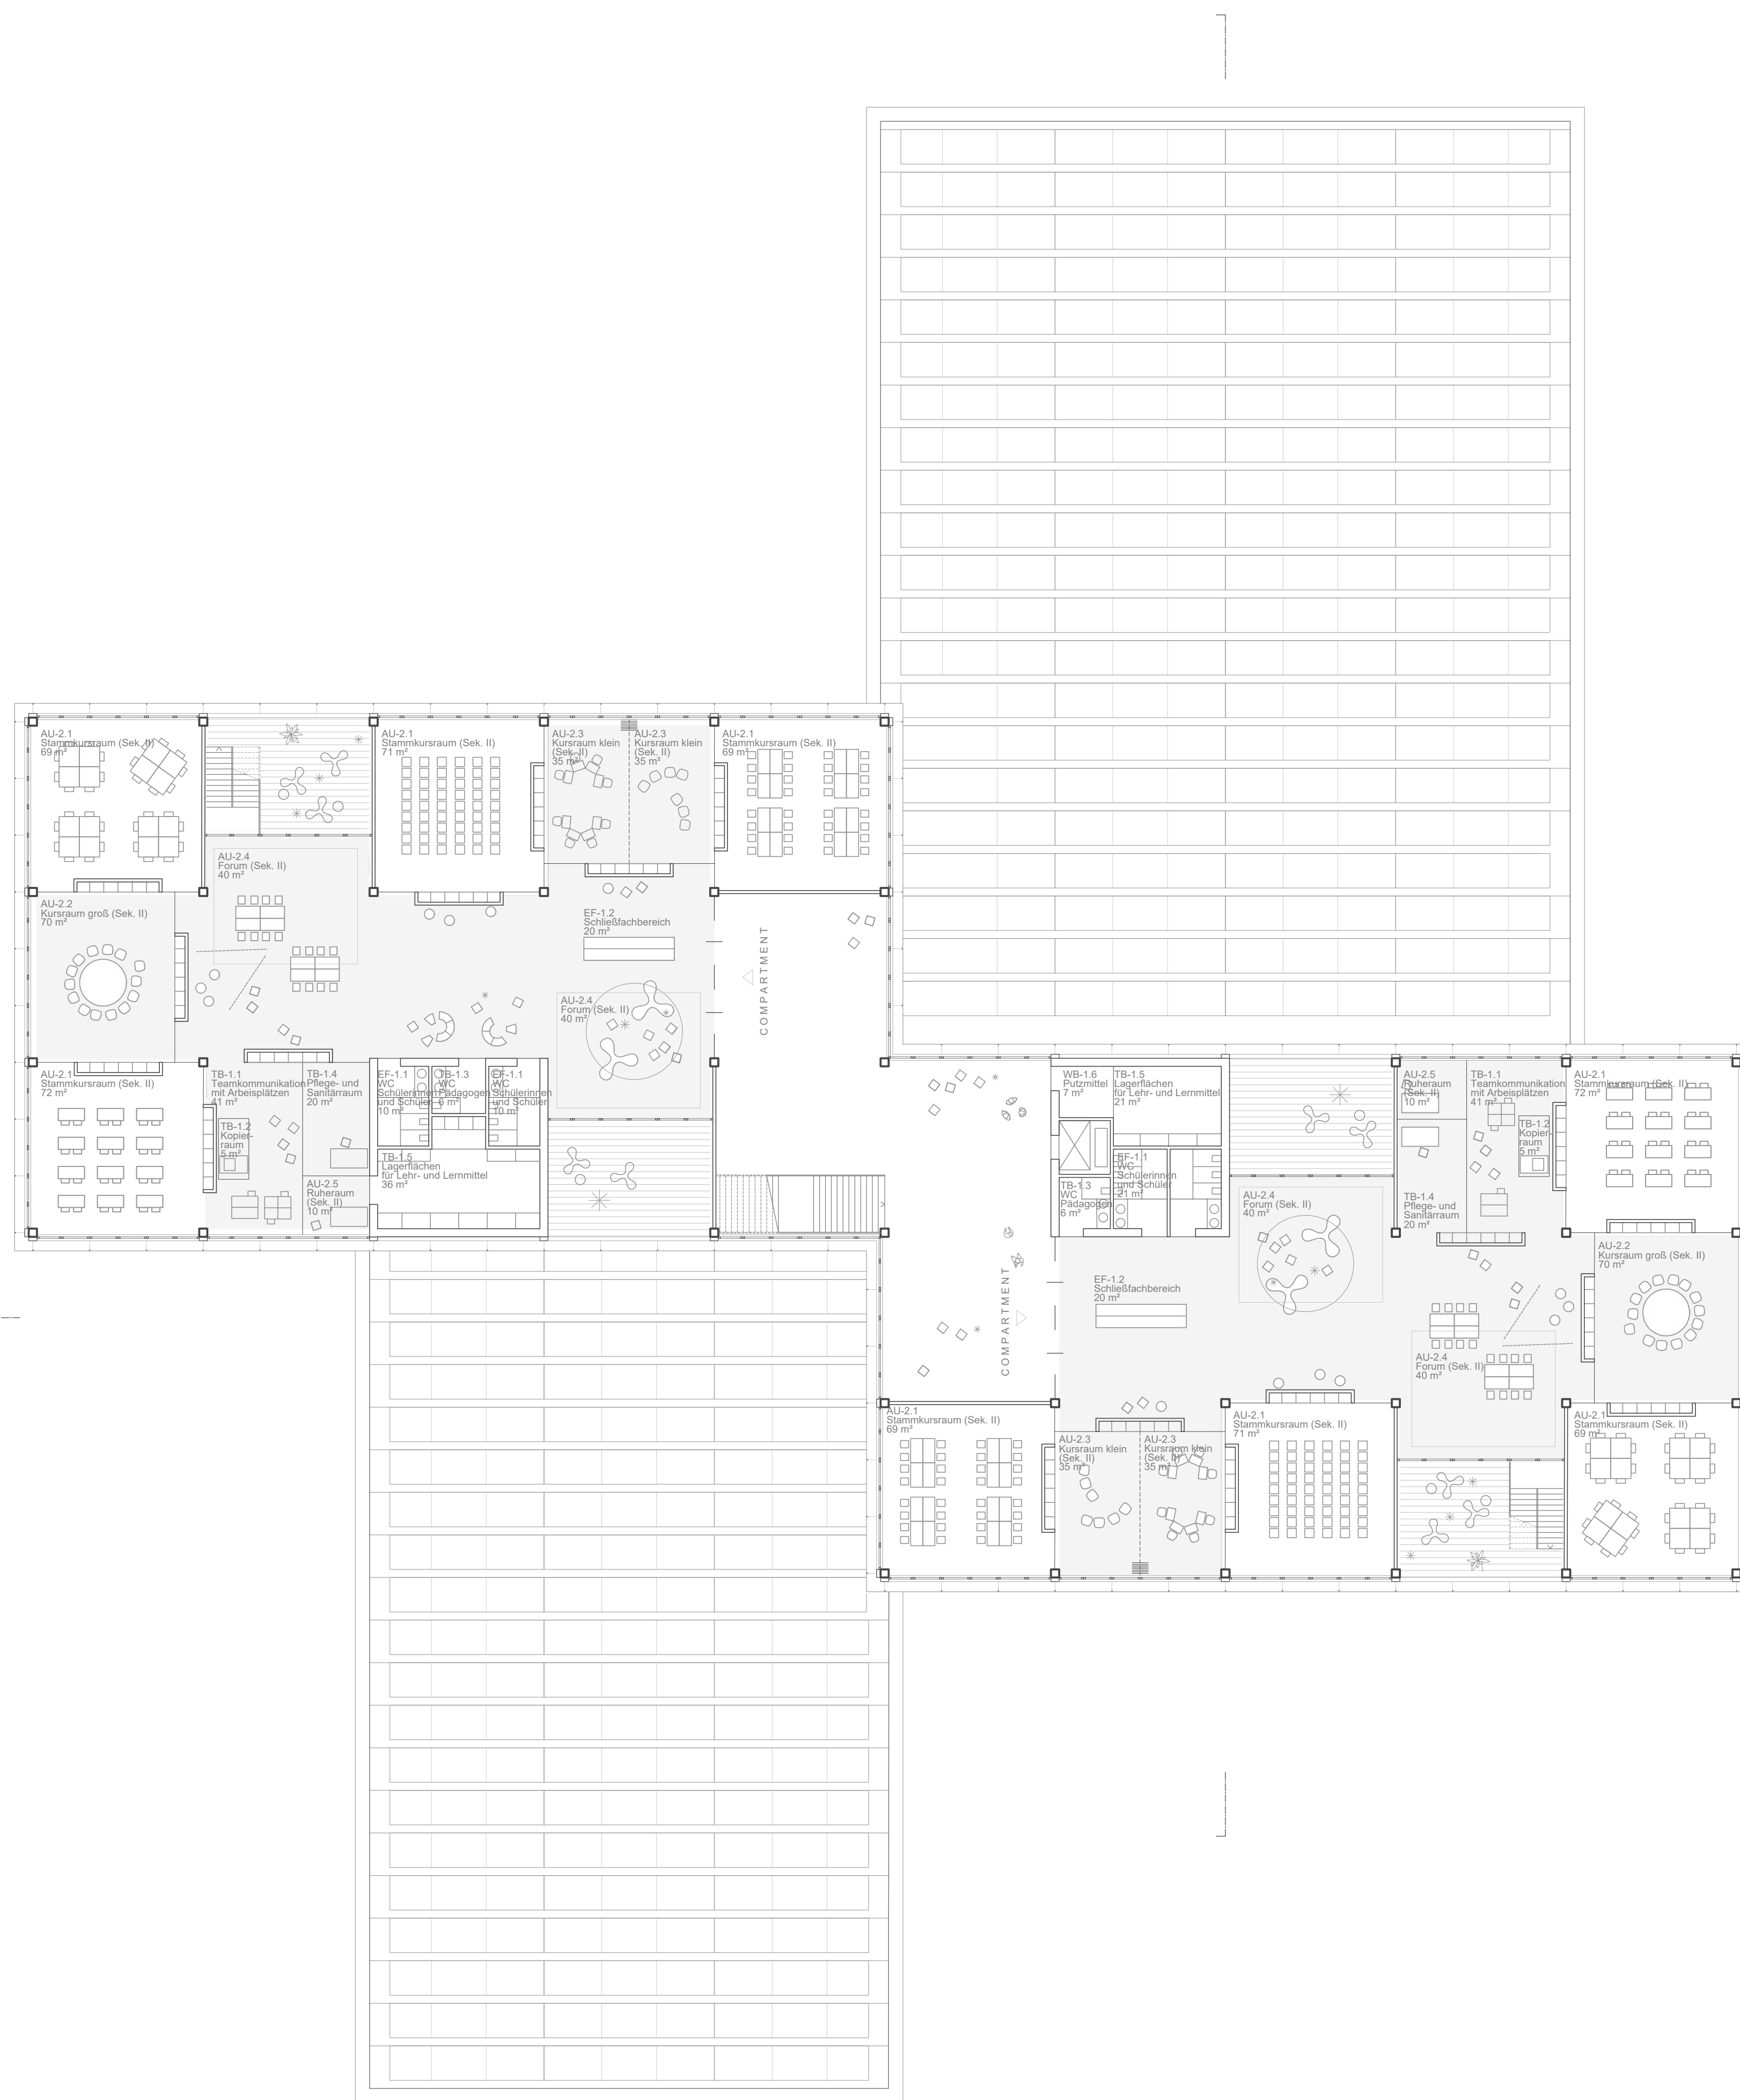 AU-2.1
Stammkursraum (Sek. II)
69 m²
AU-2.1
Stammkursraum (Sek. II)
71 m²
AU-2.3
Kursraum klein
(Sek. II)
35 m²
AU-2.3
Kursraum klein
(Sek. II)
35 m²
AU-2.1
Stammkursraum (Sek. II)
69 m²
AU-2.4
Forum (Sek. II)
40 m²
AU-2.2
Kursraum groß (Sek. II)
70 m²
EF-1.2
Schließfachbereich
20 m²
COMPARTMENT
AU-2.4
Forum (Sek. II)
40 m²
AU-2.1
Stammkursraum (Sek. II)
72 m²
TB-1.1
Teamkommunikation
mit Arbeisplätzen
41 m²
TB-1.2
Kopier-
raum
5 m²
TB-1.4
Pflege- und
Sanitärraum
20 m²
AU-2.5
Ruheraum
(Sek. II)
10 m²
EF-1.1
WC
Schülerinnen
und Schüler
10 m²
TB-1.3
WC
Pädagogen
6 m²
EF-1.1
WC
Schülerinnen
und Schüler
10 m²
TB-1.5
Lagerflächen
für Lehr- und Lernmittel
36 m²
WB-1.6
Putzmittel
7 m²
TB-1.5
Lagerflächen
für Lehr- und Lernmittel
21 m²
TB-1.3
WC
Pädagogen
6 m²
EF-1.1
WC
Schülerinnen
und Schüler
21 m²
AU-2.5
Ruheraum
(Sek. II)
10 m²
TB-1.1
Teamkommunikation
mit Arbeisplätzen
41 m²
TB-1.2
Kopier-
raum
5 m²
TB-1.4
Pflege- und
Sanitärraum
20 m²
AU-2.1
Stammkursraum (Sek. II)
72 m²
AU-2.4
Forum (Sek. II)
40 m²
AU-2.2
Kursraum groß (Sek. II)
70 m²
COMPARTMENT
EF-1.2
Schließfachbereich
20 m²
AU-2.4
Forum (Sek. II)
40 m²
AU-2.1
Stammkursraum (Sek. II)
69 m²
AU-2.3
Kursraum klein
(Sek. II)
35 m²
AU-2.3
Kursraum klein
(Sek. II)
35 m²
AU-2.1
Stammkursraum (Sek. II)
71 m²
AU-2.1
Stammkursraum (Sek. II)
69 m²